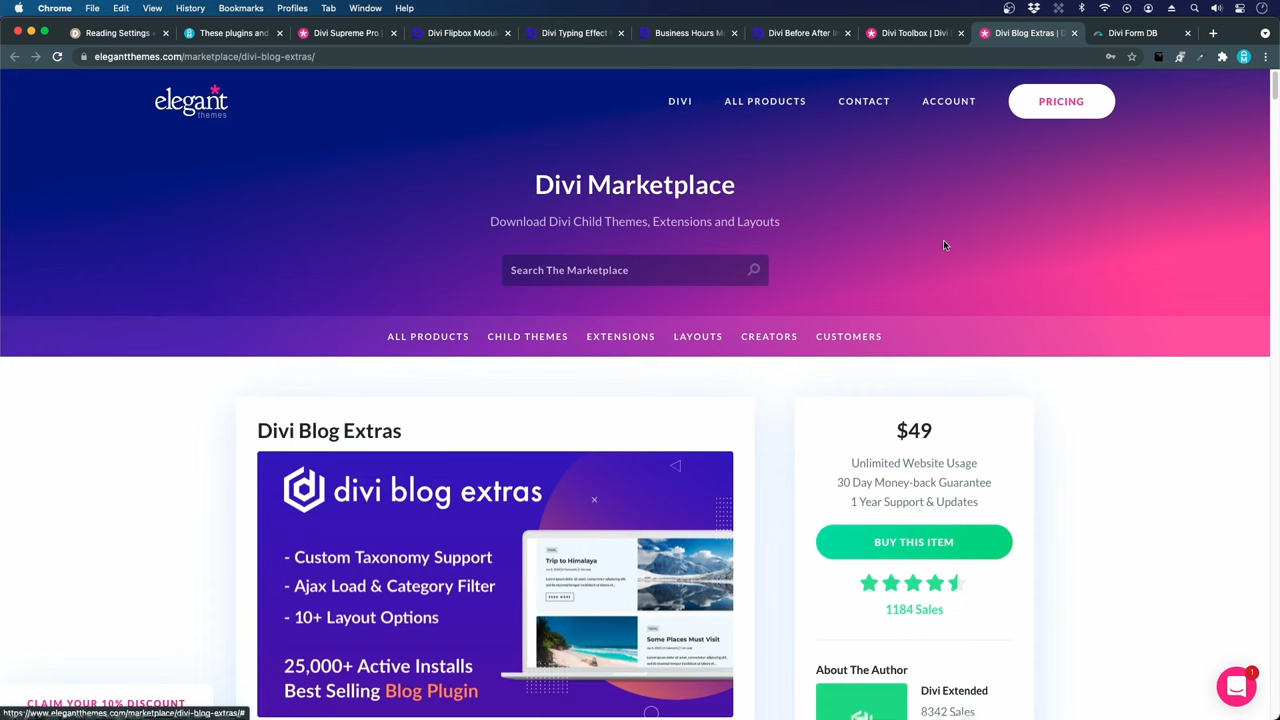 Chrome File Edit View History Bookmarks Profiles Tab Window Help
Reading Settings
These plugins and
Divi Supreme Pro |
Divi Flipbox Modul
Divi Typing Effect
Business Hours M
Divi Before After I
Divi Toolbox | Divi
Divi Blog Extras | D
Divi Form DB
elegantthemes.com/marketplace/divi-blog-extras/
elegant themes
DIVI ALL PRODUCTS CONTACT ACCOUNT PRICING
Divi Marketplace
Download Divi Child Themes, Extensions and Layouts
Search The Marketplace
ALL PRODUCTS CHILD THEMES EXTENSIONS LAYOUTS CREATORS CUSTOMERS
Divi Blog Extras
divi blog extras
- Custom Taxonomy Support
- Ajax Load & Category Filter
- 10+ Layout Options
25,000+ Active Installs
Best Selling Blog Plugin
Trip to Himalaya
READ MORE
Some Places Must Visit
$49
Unlimited Website Usage
30 Day Money-back Guarantee
1 Year Support & Updates
BUY THIS ITEM
1184 Sales
About The Author
Divi Extended
8342 Sales
1
CLAIM YOUR 10% DISCOUNT
https://www.elegantthemes.com/marketplace/divi-blog-extras/#